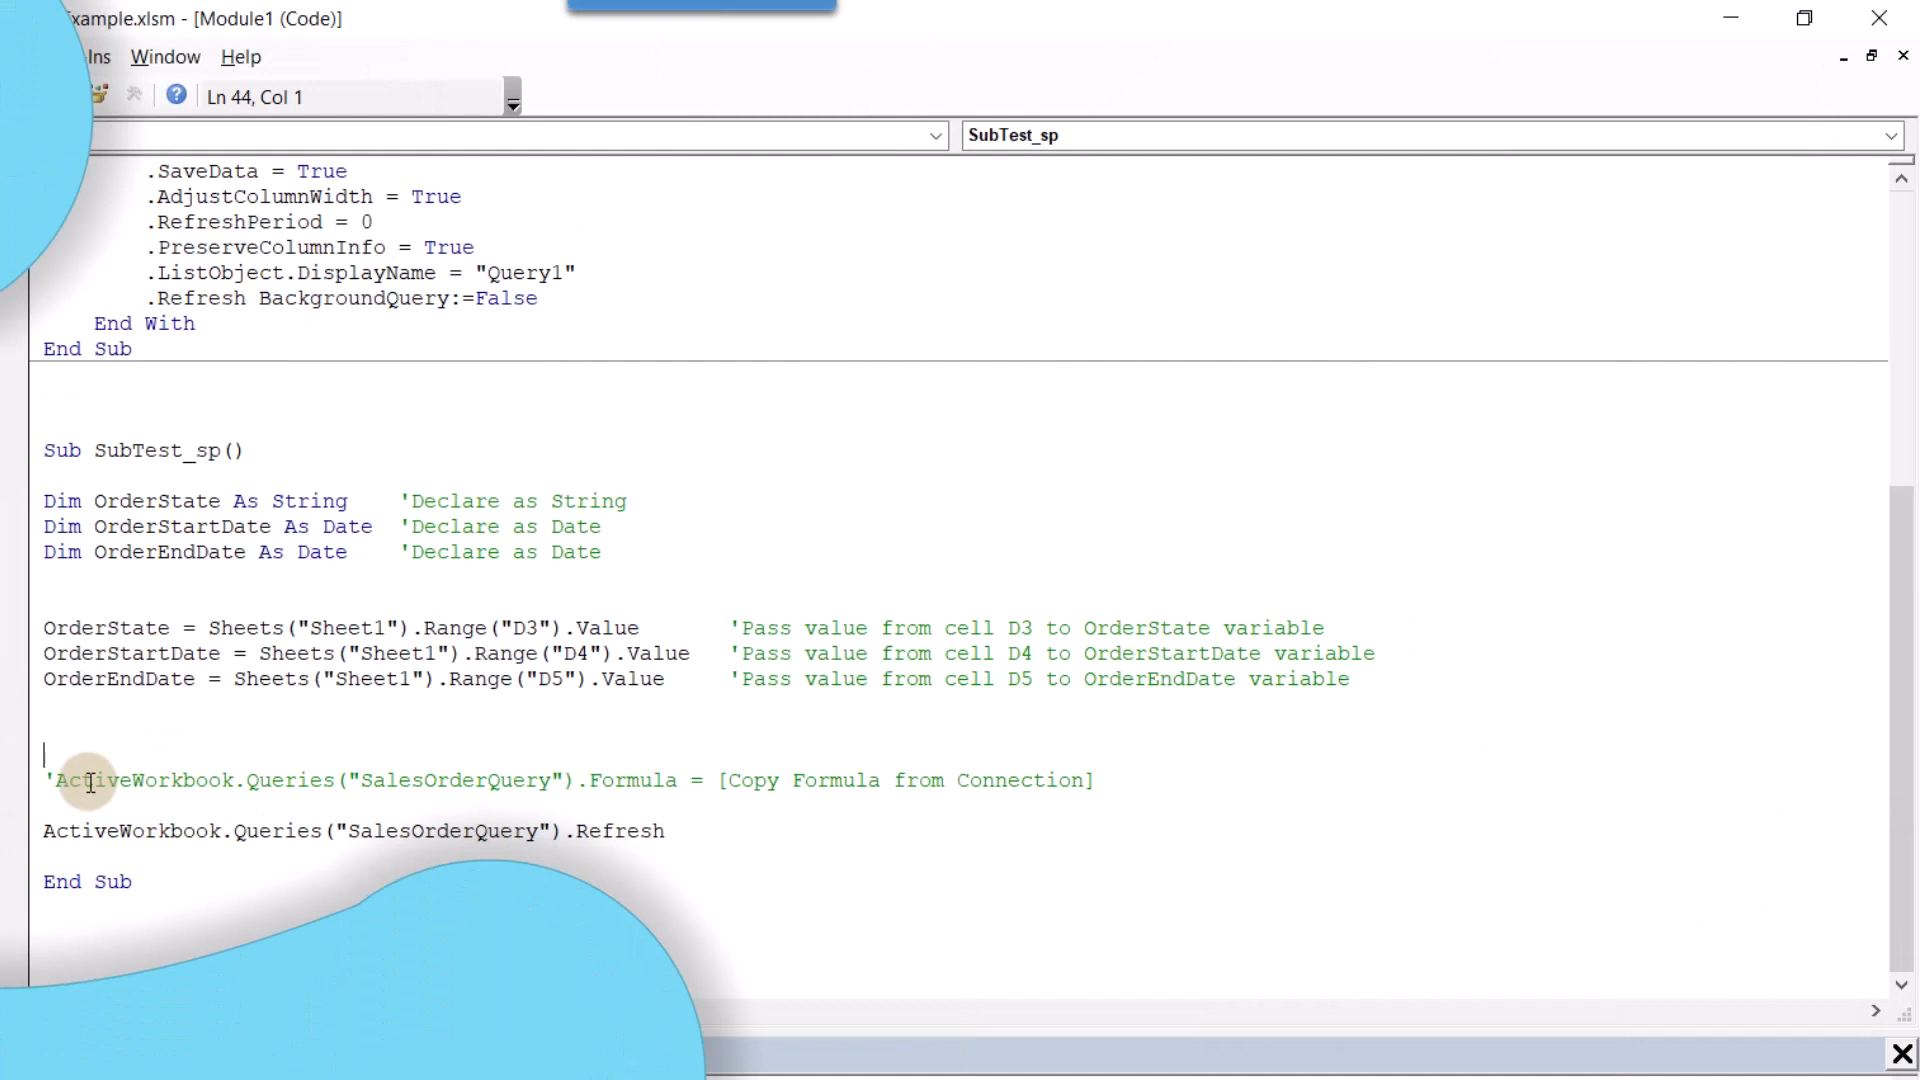 xample.xlsm - [Module1 (Code)]
-Ins Window Help
Ln 44, Col 1
SubTest_sp
.SaveData = True
.AdjustColumnWidth = True
.RefreshPeriod = 0
.PreserveColumnInfo = True
.ListObject.DisplayName = "Query1"
.Refresh BackgroundQuery:=False
End With
End Sub
Sub SubTest_sp()
Dim OrderState As String 'Declare as String
Dim OrderStartDate As Date 'Declare as Date
Dim OrderEndDate As Date 'Declare as Date
OrderState = Sheets("Sheet1").Range("D3").Value 'Pass value from cell D3 to OrderState variable
OrderStartDate = Sheets("Sheet1").Range("D4").Value 'Pass value from cell D4 to OrderStartDate variable
OrderEndDate = Sheets("Sheet1").Range("D5").Value 'Pass value from cell D5 to OrderEndDate variable
'ActiveWorkbook.Queries("SalesOrderQuery").Formula = [Copy Formula from Connection]
ActiveWorkbook.Queries("SalesOrderQuery").Refresh
End Sub